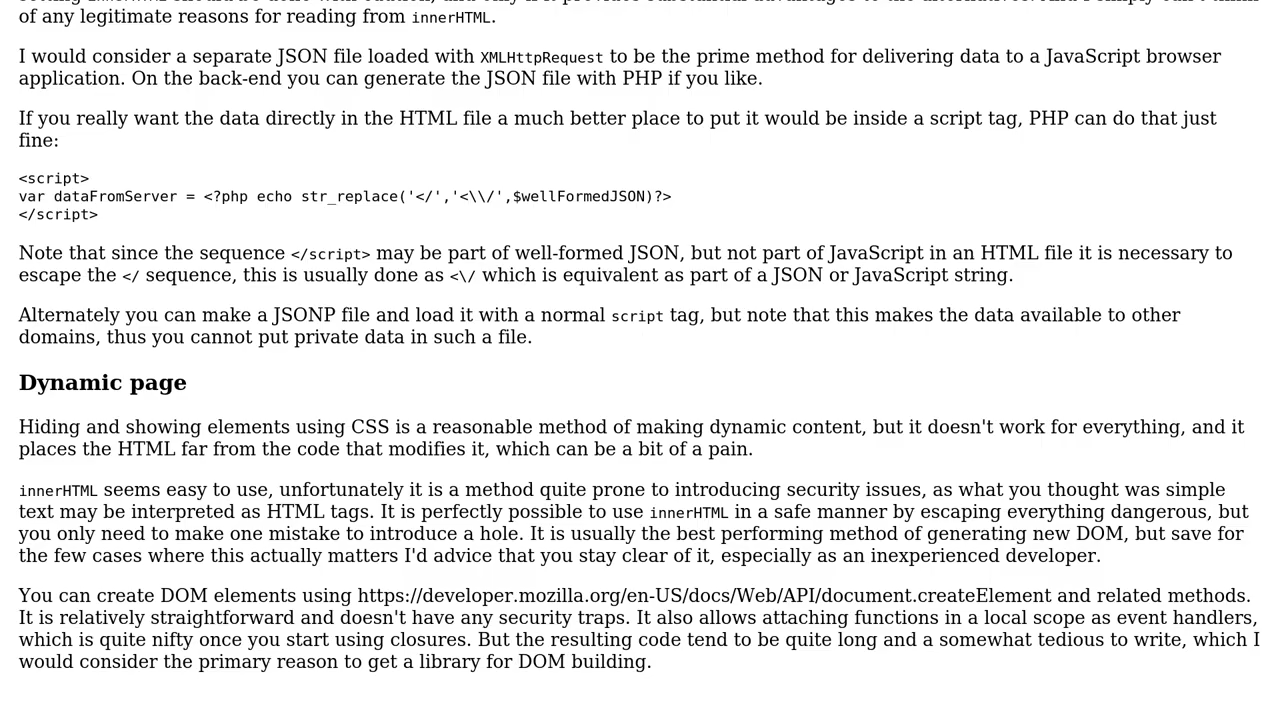 of any legitimate reasons for reading from innerHTML.
I would consider a separate JSON file loaded with XMLHttpRequest to be the prime method for delivering data to a JavaScript browser
application. On the back-end you can generate the JSON file with PHP if you like.
If you really want the data directly in the HTML file a much better place to put it would be inside a script tag, PHP can do that just
fine:
<script>
var dataFromServer = <?php echo str_replace('</','<\\/',$wellFormedJSON)?>
</script>
Note that since the sequence </script> may be part of well-formed JSON, but not part of JavaScript in an HTML file it is necessary to
escape the </ sequence, this is usually done as <\/ which is equivalent as part of a JSON or JavaScript string.
Alternately you can make a JSONP file and load it with a normal script tag, but note that this makes the data available to other
domains, thus you cannot put private data in such a file.
Dynamic page
Hiding and showing elements using CSS is a reasonable method of making dynamic content, but it doesn't work for everything, and it
places the HTML far from the code that modifies it, which can be a bit of a pain.
innerHTML seems easy to use, unfortunately it is a method quite prone to introducing security issues, as what you thought was simple
text may be interpreted as HTML tags. It is perfectly possible to use innerHTML in a safe manner by escaping everything dangerous, but
you only need to make one mistake to introduce a hole. It is usually the best performing method of generating new DOM, but save for
the few cases where this actually matters I'd advice that you stay clear of it, especially as an inexperienced developer.
You can create DOM elements using https://developer.mozilla.org/en-US/docs/Web/API/document.createElement and related methods.
It is relatively straightforward and doesn't have any security traps. It also allows attaching functions in a local scope as event handlers,
which is quite nifty once you start using closures. But the resulting code tend to be quite long and a somewhat tedious to write, which I
would consider the primary reason to get a library for DOM building.